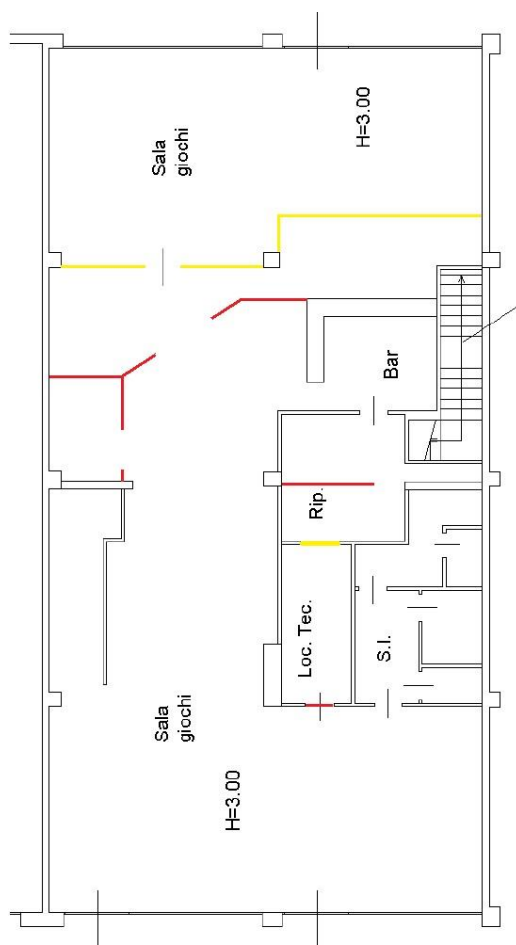 Sala
giochi
H=3.00
Bar
Rip.
Loc. Tec.
S.I.
Sala
giochi
H=3.00